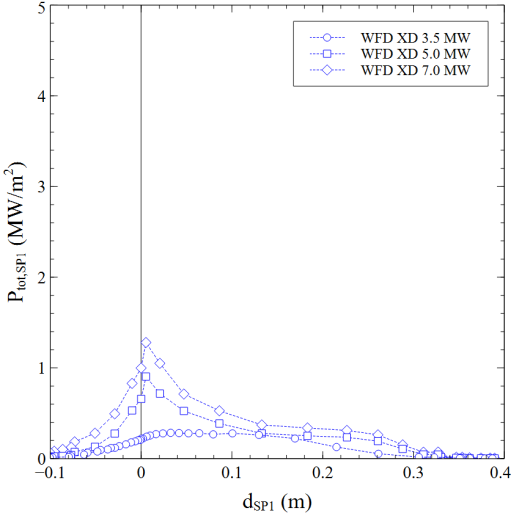 5
WFD XD 3.5 MW
WFD XD 5.0 MW
WFD XD 7.0 MW
4
3
2
1
0
P_tot,SP1 (MW/m^2)
−0.1 0 0.1 0.2 0.3 0.4
d_SP1 (m)